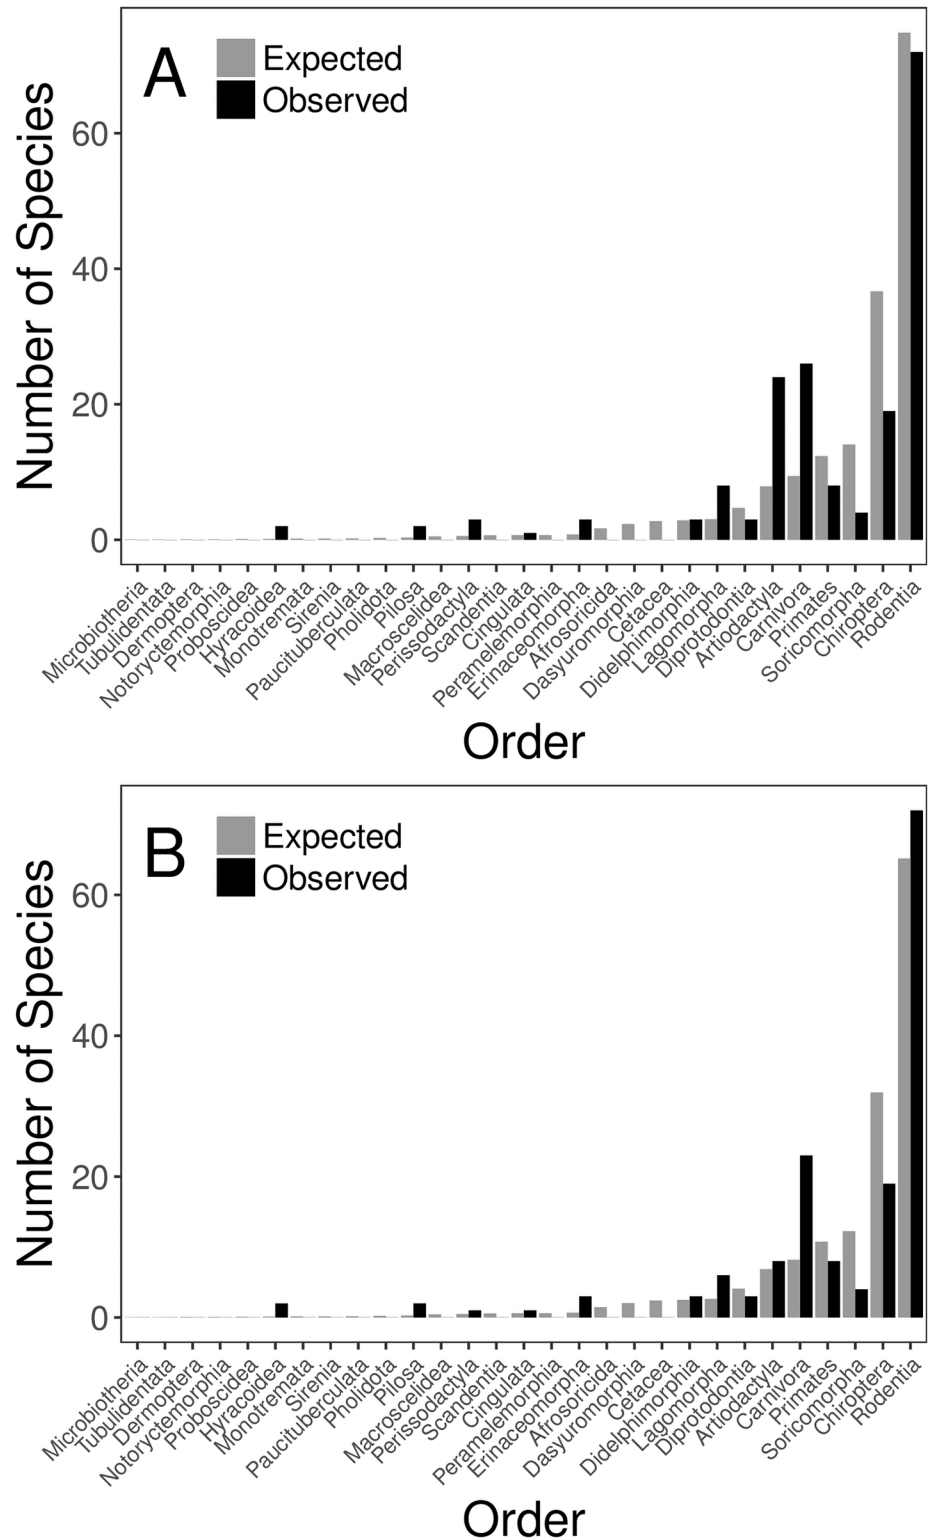 A
Expected
Observed
Number of Species
60
40
20
0
Microbiotheria
Tubulidentata
Dermoptera
Notoryctemorphia
Proboscidea
Hyracoidea
Monotremata
Sirenia
Paucituberculata
Pholidota
Pilosa
Macroscelidea
Perissodactyla
Scandentia
Cingulata
Peramelemorphia
Erinaceomorpha
Afrosoricida
Dasyuromorphia
Cetacea
Didelphimorphia
Lagomorpha
Diprotodontia
Artiodactyla
Carnivora
Primates
Soricomorpha
Chiroptera
Rodentia
Order
B
Expected
Observed
Number of Species
60
40
20
0
Microbiotheria
Tubulidentata
Dermoptera
Notoryctemorphia
Proboscidea
Hyracoidea
Monotremata
Sirenia
Paucituberculata
Pholidota
Pilosa
Macroscelidea
Perissodactyla
Scandentia
Cingulata
Peramelemorphia
Erinaceomorpha
Afrosoricida
Dasyuromorphia
Cetacea
Didelphimorphia
Lagomorpha
Diprotodontia
Artiodactyla
Carnivora
Primates
Soricomorpha
Chiroptera
Rodentia
Order